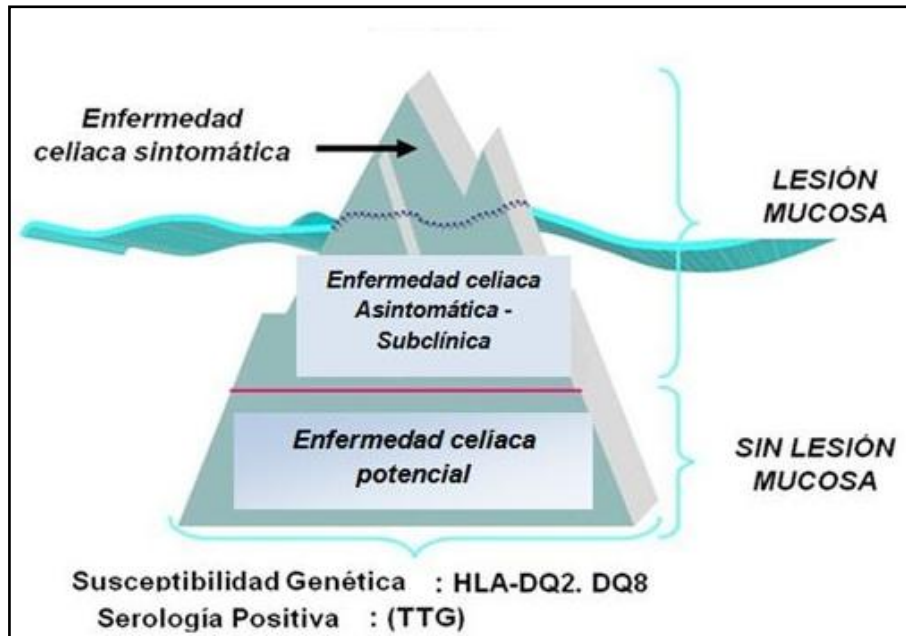 Enfermedad
celiaca sintomática
LESIÓN
MUCOSA
Enfermedad celiaca
Asintomática -
Subclínica
Enfermedad celiaca
potencial
SIN LESIÓN
MUCOSA
Susceptibilidad Genética : HLA-DQ2. DQ8
Serología Positiva : (TTG)